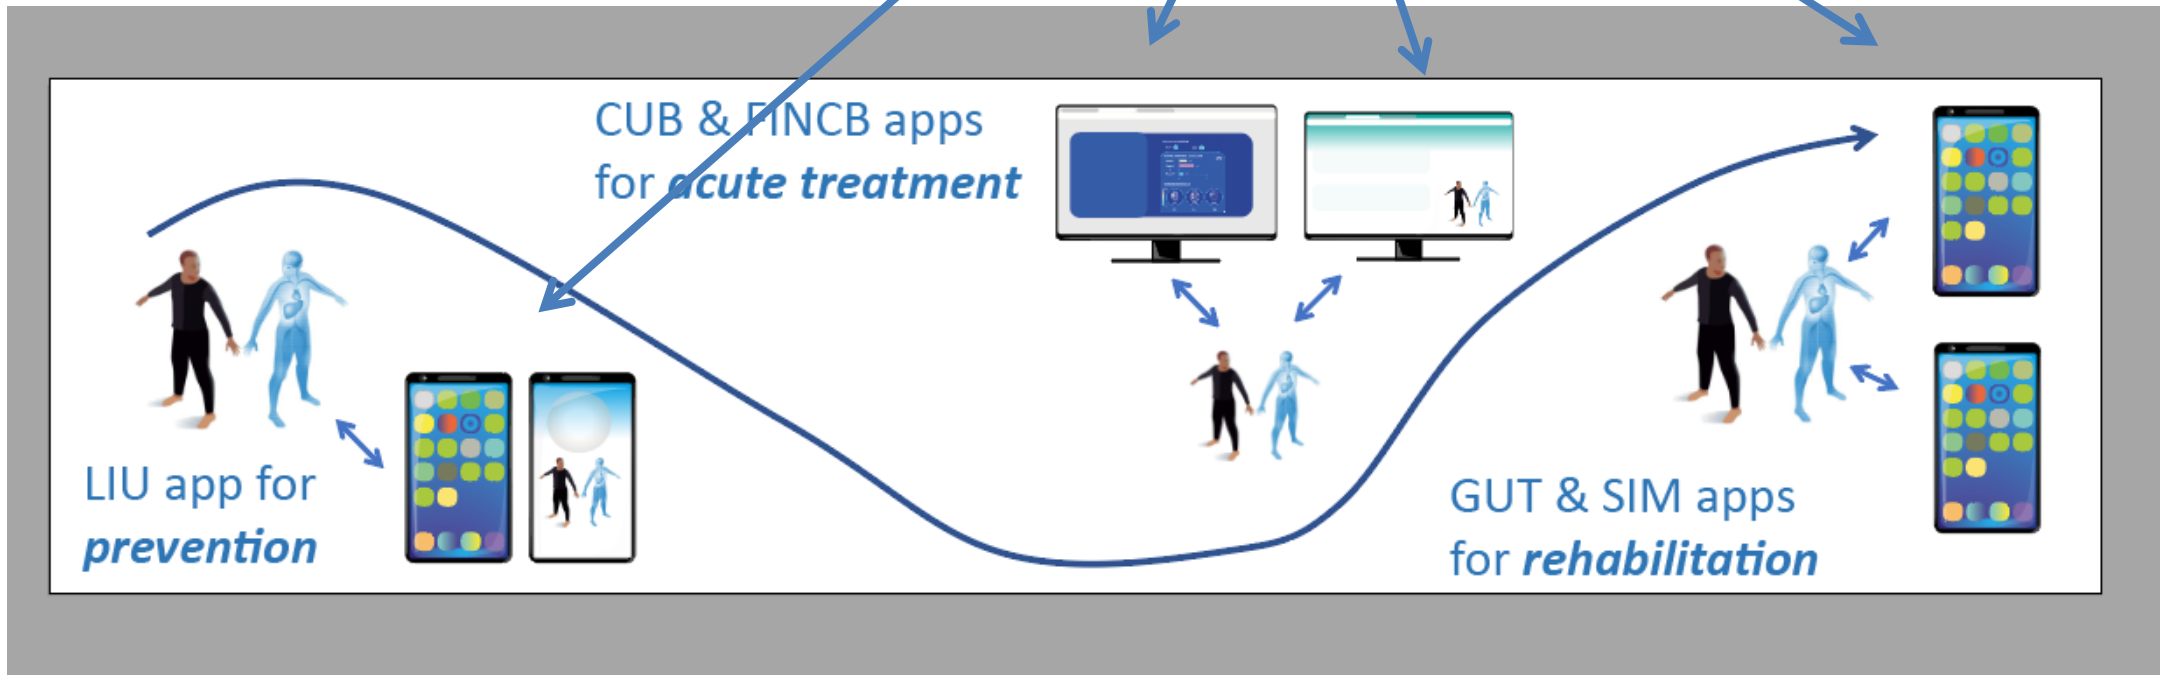 CUB & FINCB apps
for acute treatment
LIU app for
prevention
GUT & SIM apps
for rehabilitation